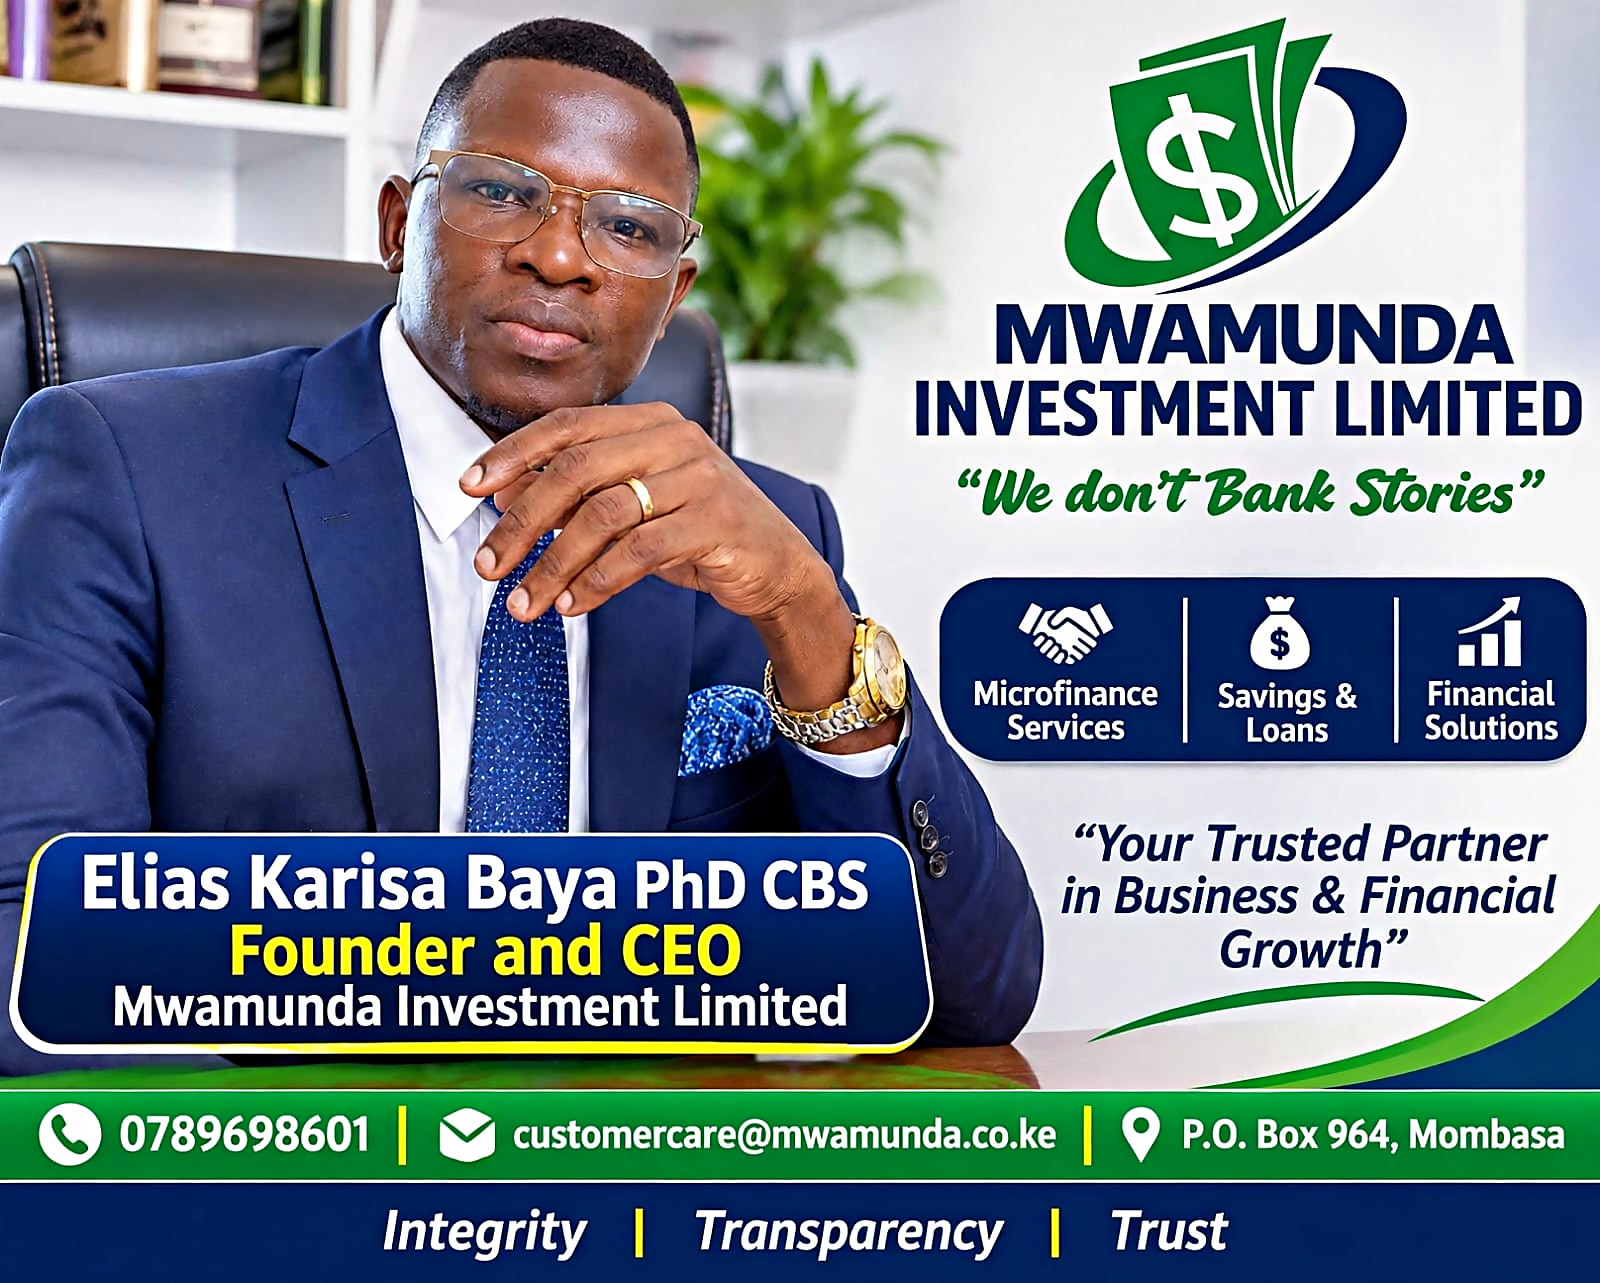 $
MWAMUNDA
INVESTMENT LIMITED
“We don't Bank Stories”
$
Microfinance
Services
Savings &
Loans
Financial
Solutions
“Your Trusted Partner
in Business & Financial
Growth”
Elias Karisa Baya PhD CBS
Founder and CEO
Mwamunda Investment Limited
0789698601
customercare@mwamunda.co.ke
P.O. Box 964, Mombasa
Integrity | Transparency | Trust